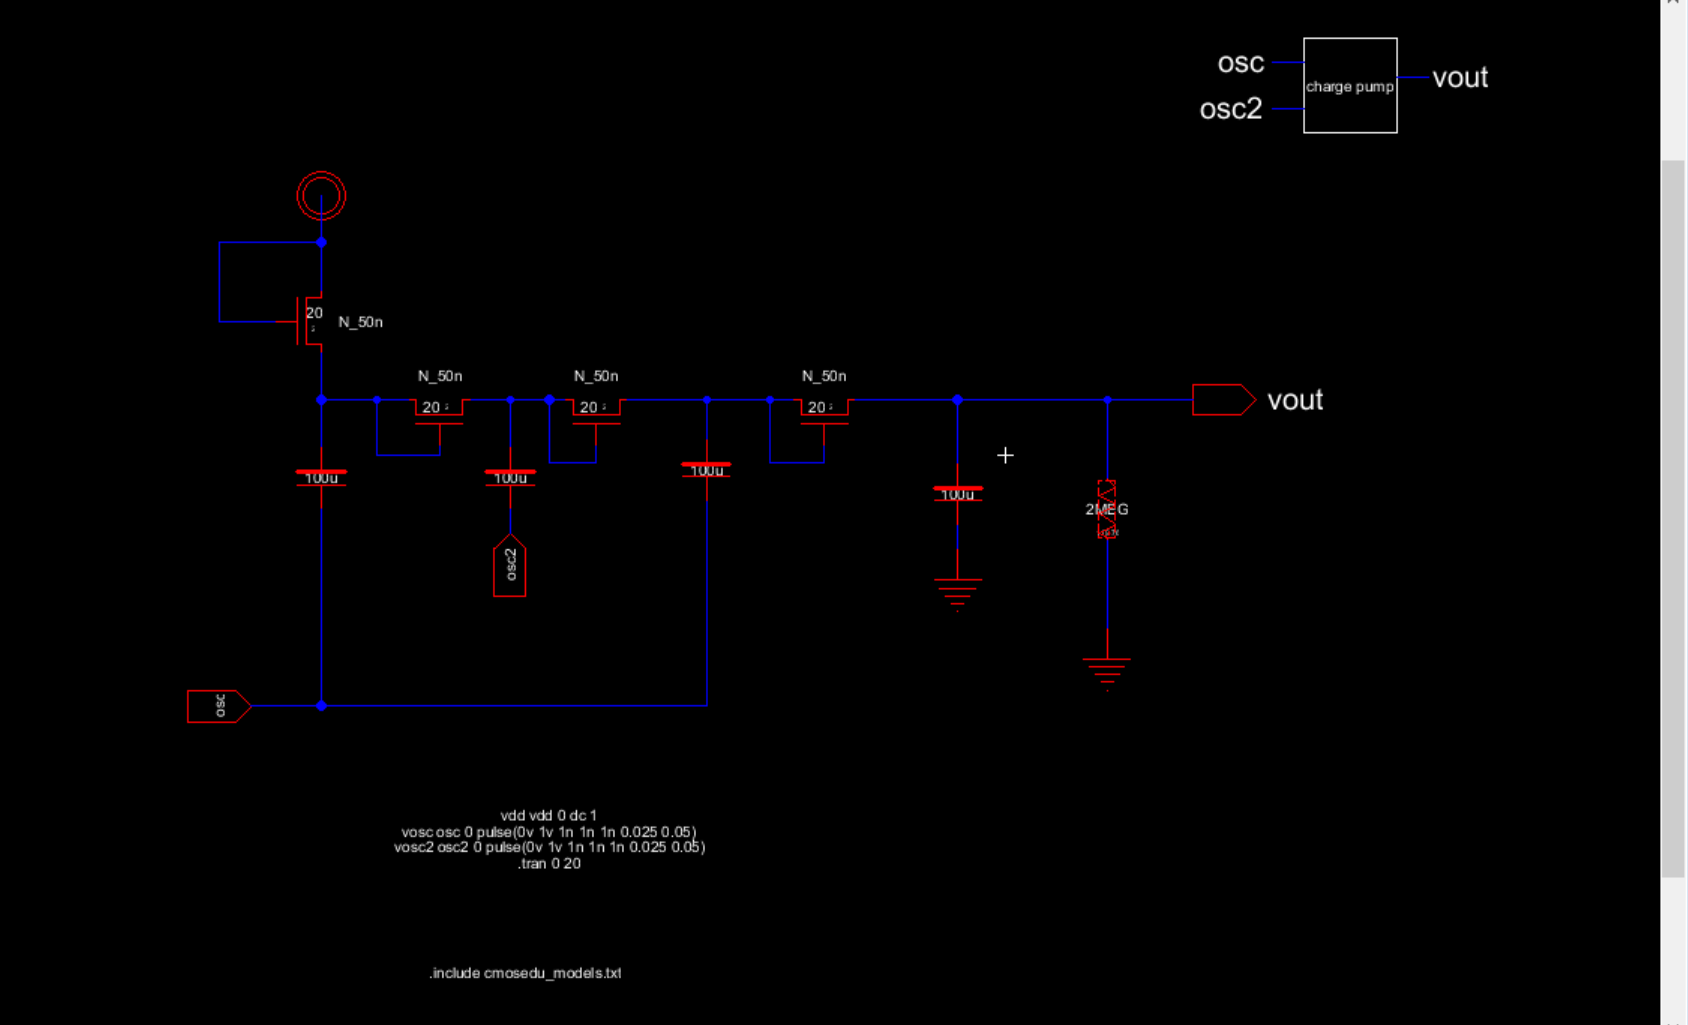 osc
vout
charge pump
osc2
20
N_50n
N_50n
N_50n
N_50n
20
20
20
vout
100u
100u
100u
100u
2MEG
osc2
osc
vdd vdd 0 dc 1
vosc osc 0 pulse(0v 1v 1n 1n 1n 0.025 0.05)
vosc2 osc2 0 pulse(0v 1v 1n 1n 1n 0.025 0.05)
.tran 0 20
.include cmosedu_models.txt